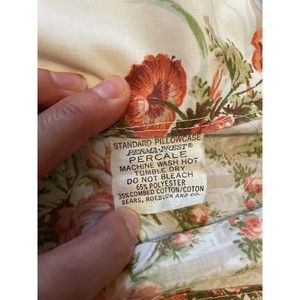 STANDARD PILLOWCASE
PERMA-PREST®
PERCALE
MACHINE WASH HOT
TUMBLE DRY
DO NOT BLEACH
65% POLYESTER
35% COMBED COTTON/COTON
SEARS, ROEBUCK AND CO.